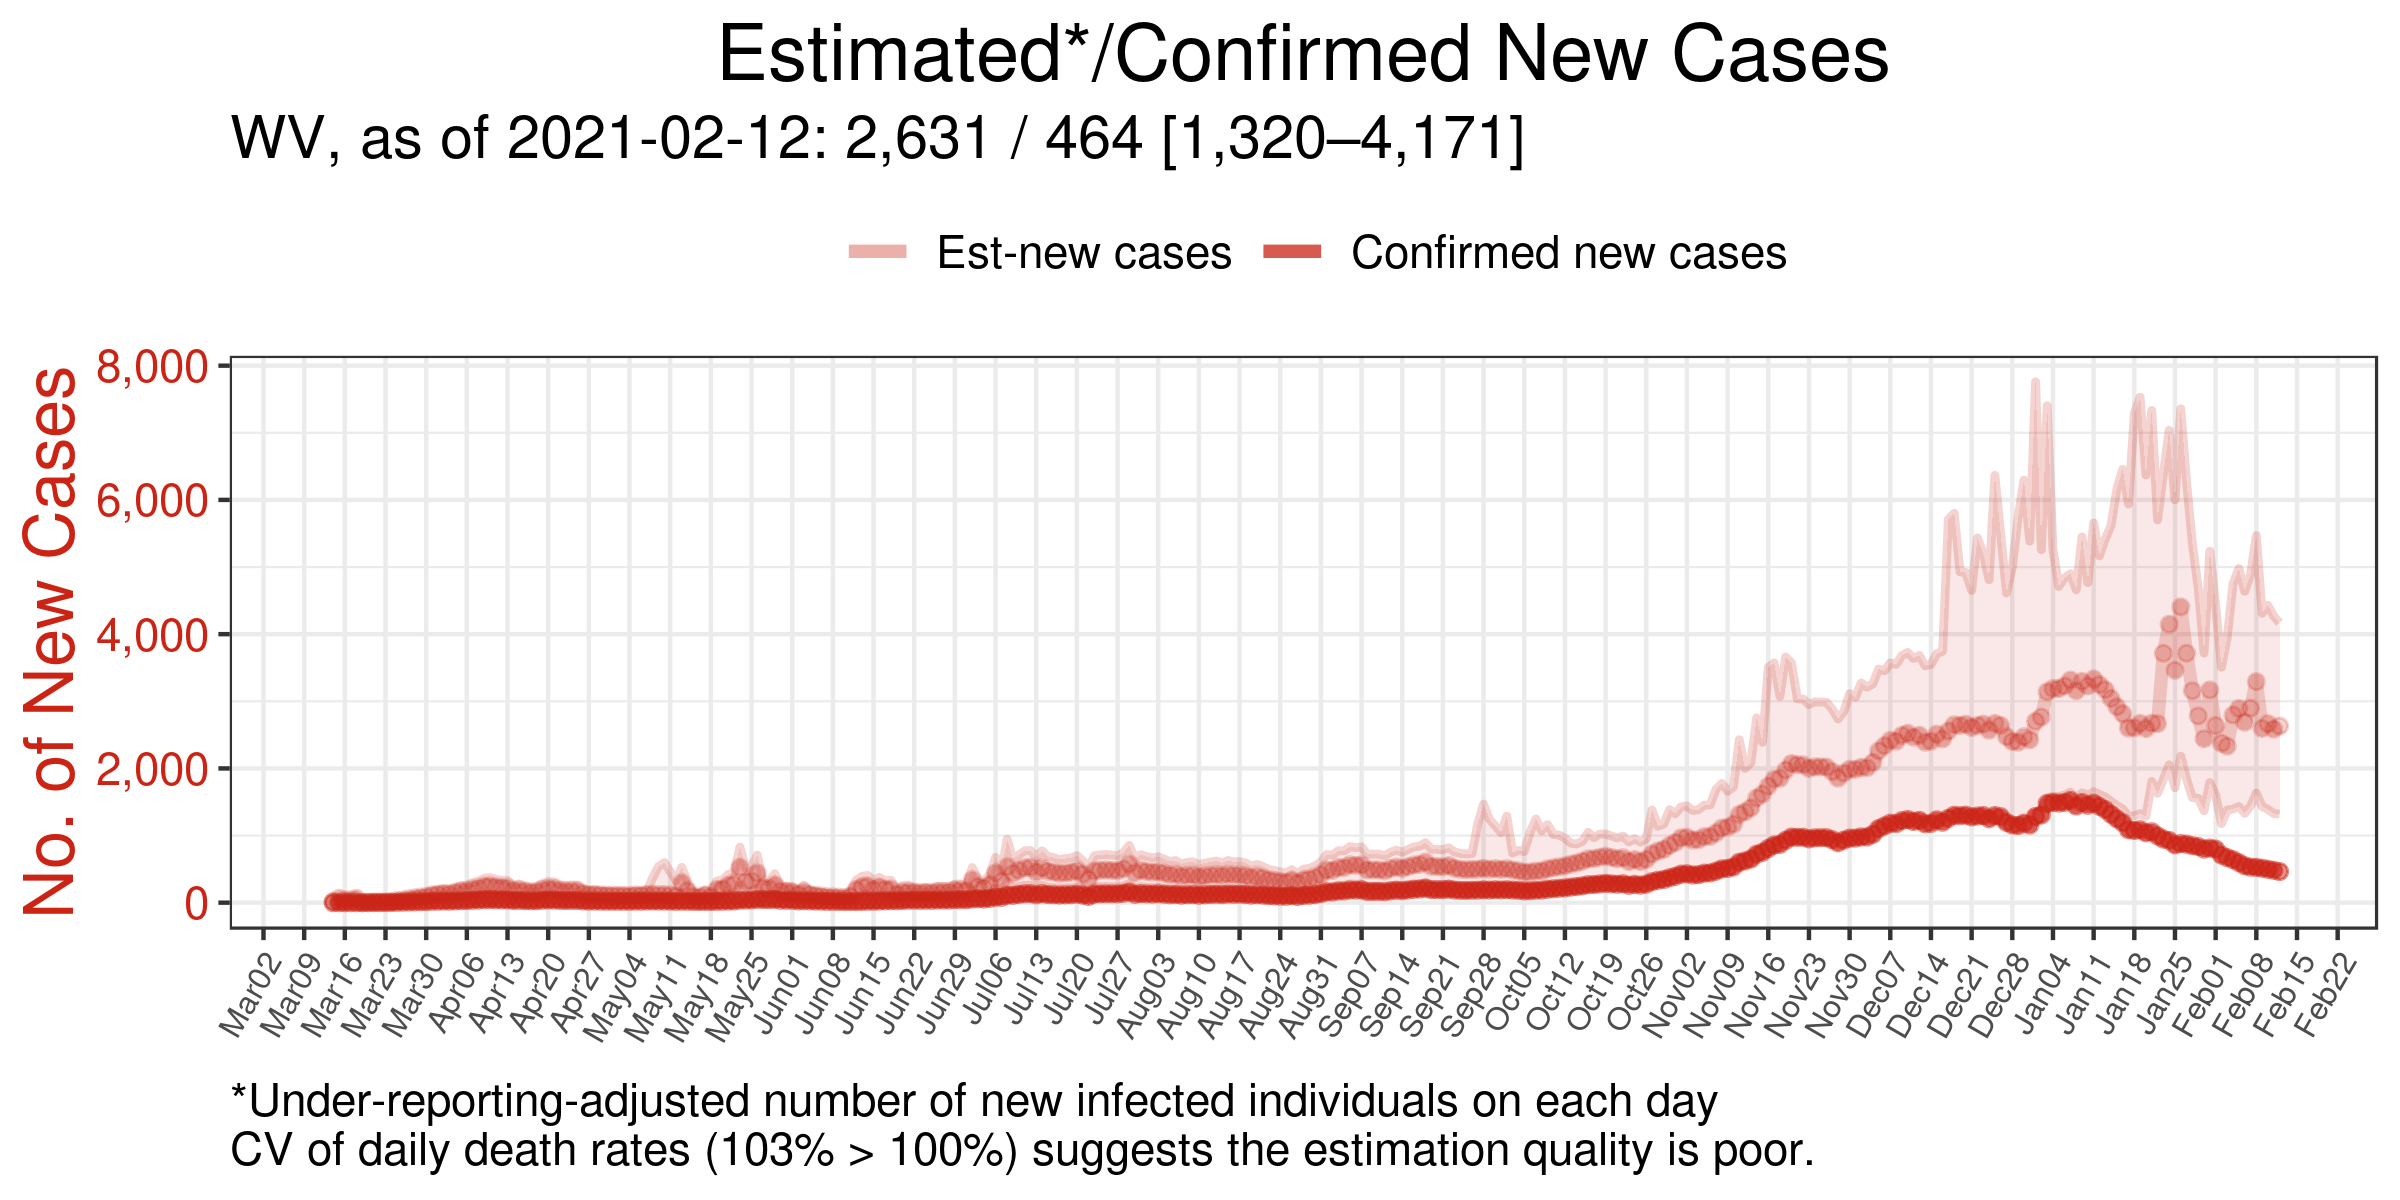 Estimated*/Confirmed New Cases
WV, as of 2021-02-12: 2,631 / 464 [1,320–4,171]
Est-new cases
Confirmed new cases
No. of New Cases
8,000
6,000
4,000
2,000
0
Mar02
Mar09
Mar16
Mar23
Mar30
Apr06
Apr13
Apr20
Apr27
May04
May11
May18
May25
Jun01
Jun08
Jun15
Jun22
Jun29
Jul06
Jul13
Jul20
Jul27
Aug03
Aug10
Aug17
Aug24
Aug31
Sep07
Sep14
Sep21
Sep28
Oct05
Oct12
Oct19
Oct26
Nov02
Nov09
Nov16
Nov23
Nov30
Dec07
Dec14
Dec21
Dec28
Jan04
Jan11
Jan18
Jan25
Feb01
Feb08
Feb15
Feb22
*Under-reporting-adjusted number of new infected individuals on each day
CV of daily death rates (103% > 100%) suggests the estimation quality is poor.